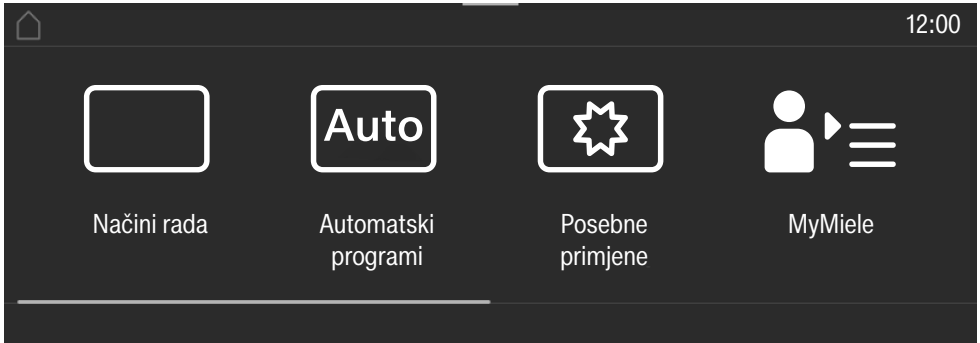 12:00
Auto
Načini rada
Automatski
programi
Posebne
primjene
MyMiele